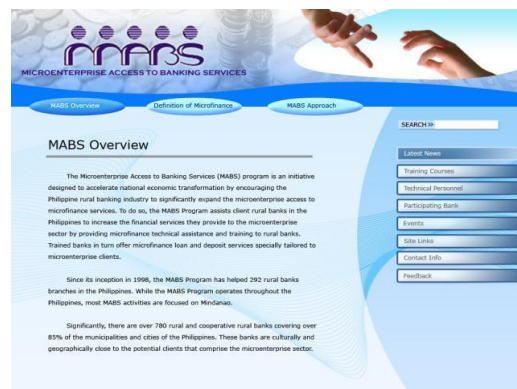 MABS
MICROENTERPRISE ACCESS TO BANKING SERVICES
MABS Overview
Definition of Microfinance
MABS Approach
SEARCH
MABS Overview
The Microenterprise Access to Banking Services (MABS) program is an initiative
designed to accelerate national economic transformation by encouraging the
Philippine rural banking industry to significantly expand the microenterprise access to
microfinance services. To do so, the MABS Program assists client rural banks in the
Philippines to increase the financial services they provide to the microenterprise
sector by providing microfinance technical assistance and training to rural banks.
Trained banks in turn offer microfinance loan and deposit services specially tailored to
microenterprise clients.
Since its inception in 1998, the MABS Program has helped 292 rural banks
branches in the Philippines. While the MABS Program operates throughout the
Philippines, most MABS activities are focused on Mindanao.
Significantly, there are over 780 rural and cooperative rural banks covering over
85% of the municipalities and cities of the Philippines. These banks are culturally and
geographically close to the potential clients that comprise the microenterprise sector.
Latest News
Training Courses
Technical Personnel
Participating Bank
Events
Site Links
Contact Info
Feedback